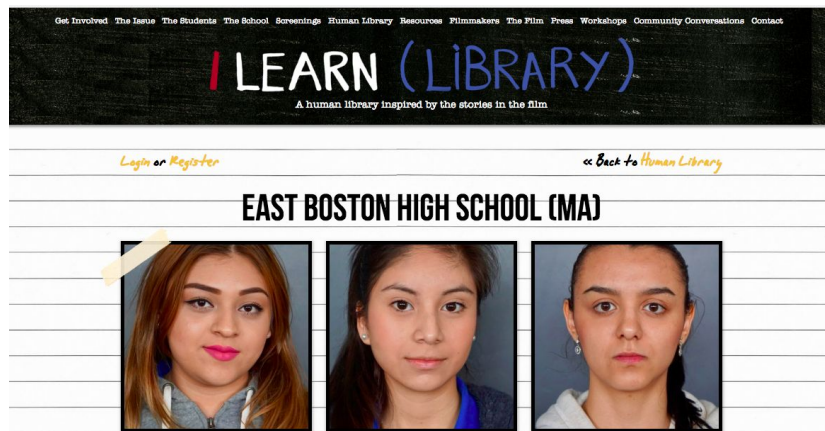 Get Involved The Issue The Students The School Screenings Human Library Resources Filmmakers The Film Press Workshops Community Conversations Contact
I LEARN (LiBRARY)
A human library inspired by the stories in the film
Login or Register
« Back to Human Library
EAST BOSTON HIGH SCHOOL (MA)